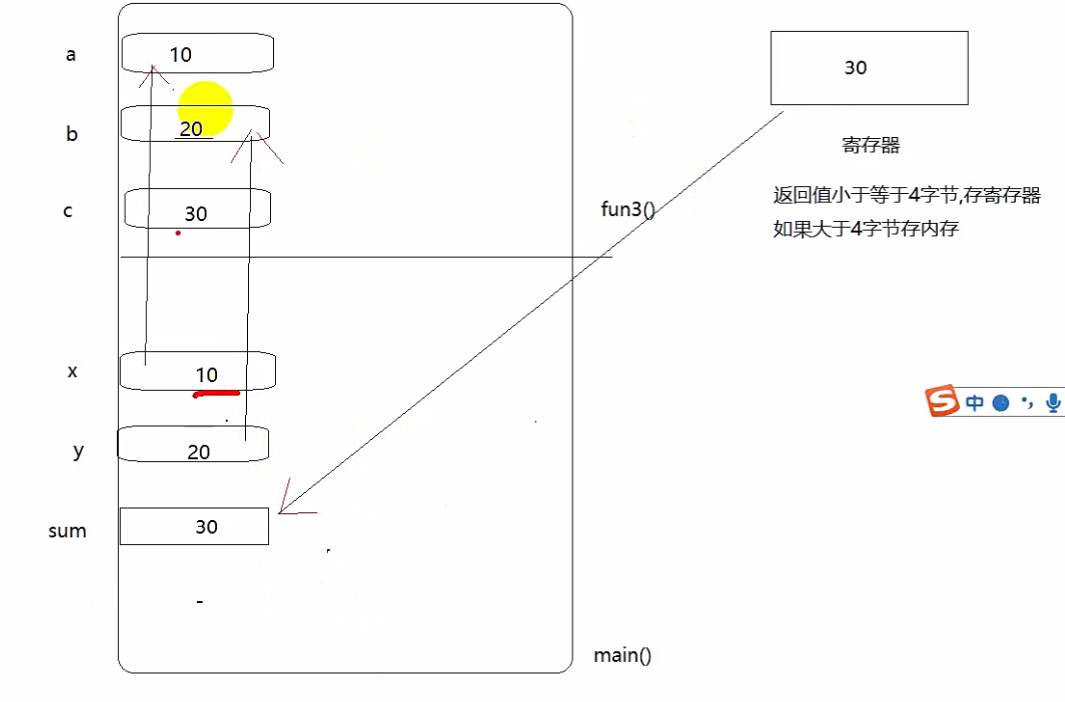 a
10
b
20
c
30
fun3()
30
寄存器
返回值小于等于4字节,存寄存器
如果大于4字节存内存
x
10
y
20
sum
30
-
main()
S 中